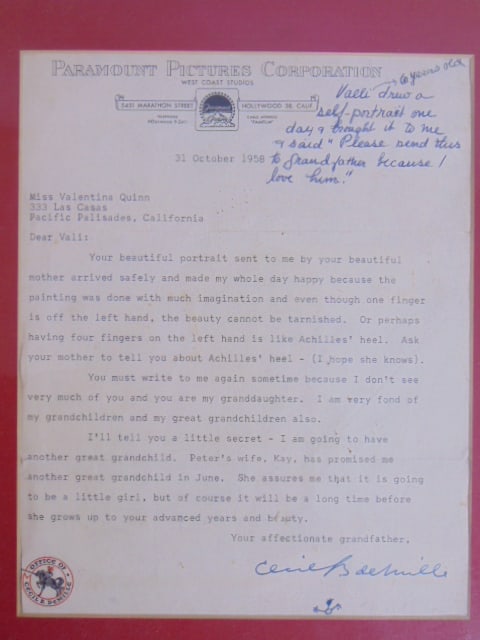 PARAMOUNT PICTURES CORPORATION
WEST COAST STUDIOS
5451 MARATHON STREET
HOLLYWOOD 38, CALIF.
TELEPHONE
HOllywood 9-2411
CABLE ADDRESS
"FAMFILM"
Paramount
6 years old
Valli drew a
self-portrait one
day & brought it to me
& said "Please send this
to grandfather because I
love him."
31 October 1958
Miss Valentina Quinn
333 Las Casas
Pacific Palisades, California
Dear Vali:
Your beautiful portrait sent to me by your beautiful
mother arrived safely and made my whole day happy because the
painting was done with much imagination and even though one finger
is off the left hand, the beauty cannot be tarnished. Or perhaps
having four fingers on the left hand is like Achilles' heel. Ask
your mother to tell you about Achilles' heel - (I hope she knows).
You must write to me again sometime because I don't see
very much of you and you are my granddaughter. I am very fond of
my grandchildren and my great grandchildren also.
I'll tell you a little secret - I am going to have
another great grandchild. Peter's wife, Kay, has promised me
another great grandchild in June. She assures me that it is going
to be a little girl, but of course it will be a long time before
she grows up to your advanced years and beauty.
Your affectionate grandfather,
Cecil B deMille
OFFICE OF
CECIL B. DEMILLE